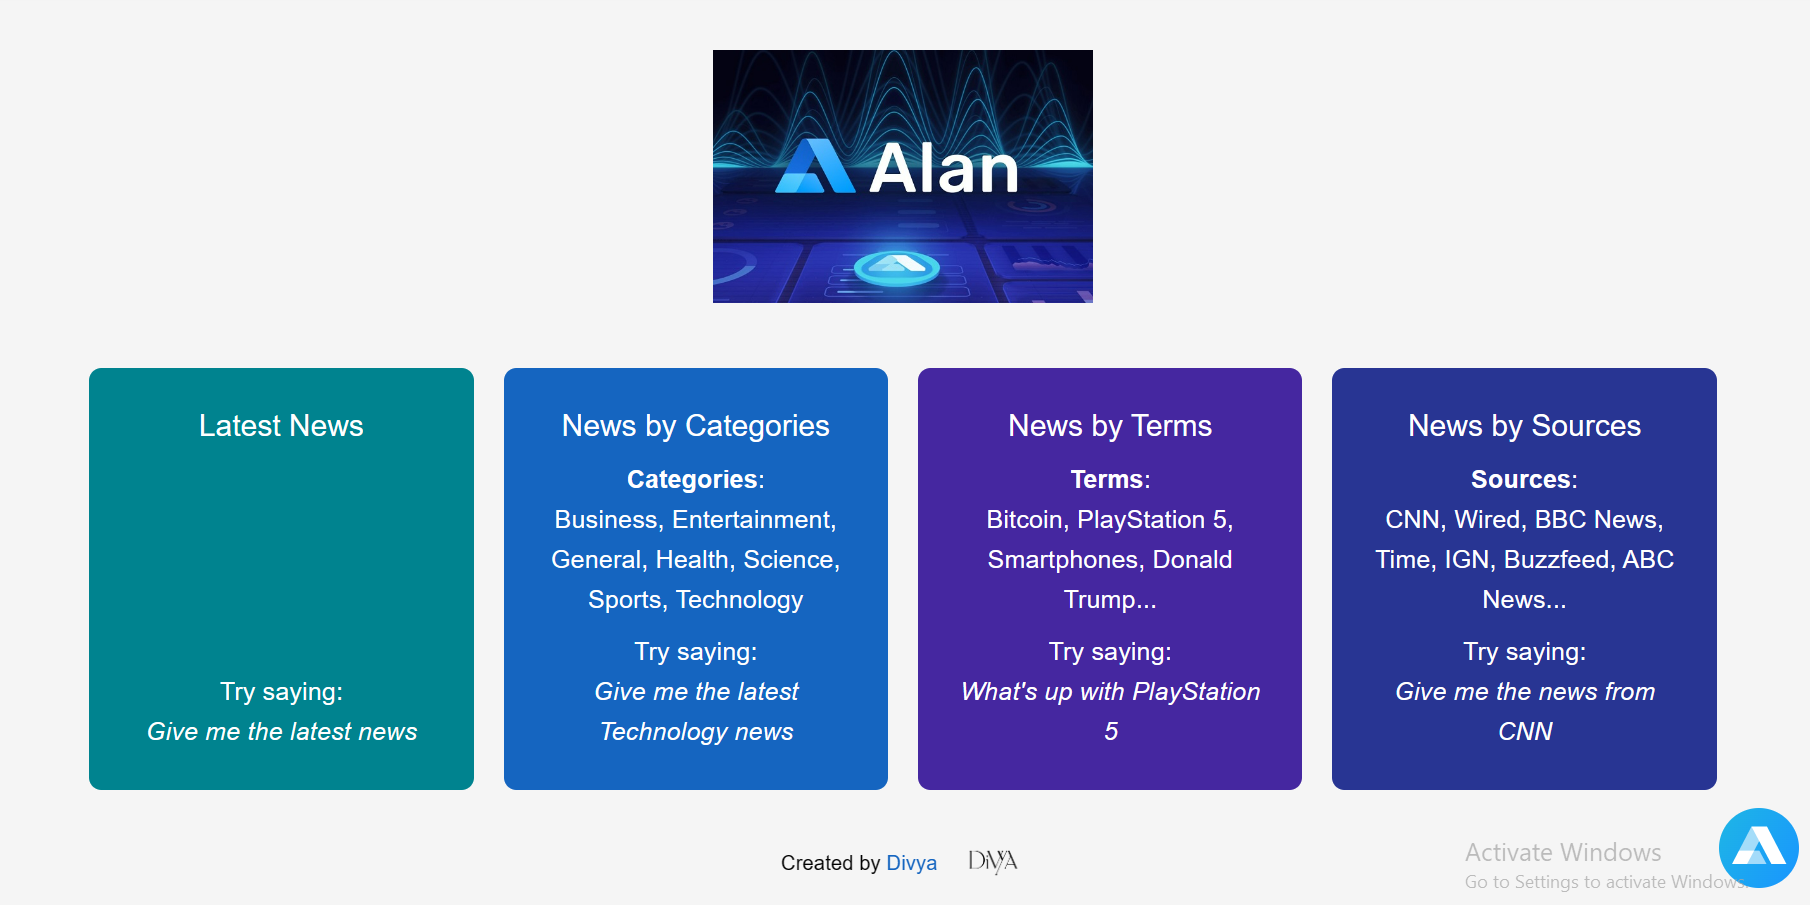 Alan
Latest News
Try saying:
Give me the latest news
News by Categories
Categories:
Business, Entertainment,
General, Health, Science,
Sports, Technology
Try saying:
Give me the latest
Technology news
News by Terms
Terms:
Bitcoin, PlayStation 5,
Smartphones, Donald
Trump...
Try saying:
What's up with PlayStation
5
News by Sources
Sources:
CNN, Wired, BBC News,
Time, IGN, Buzzfeed, ABC
News...
Try saying:
Give me the news from
CNN
Created by Divya
DiVYA
Activate Windows
Go to Settings to activate Windows.